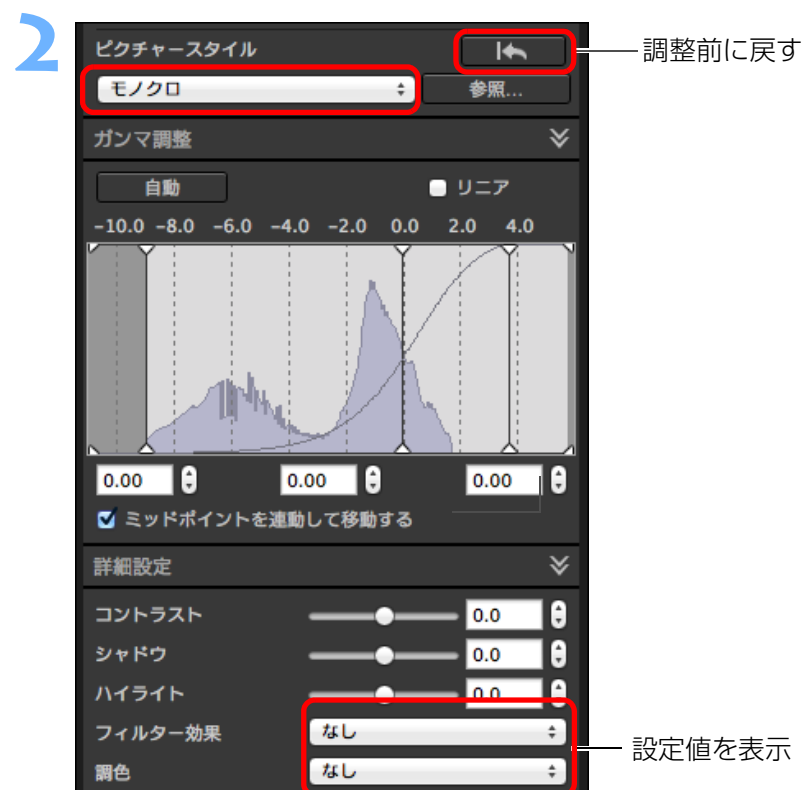 2
ピクチャースタイル
調整前に戻す
モノクロ
参照...
ガンマ調整
自動
リニア
-10.0 -8.0 -6.0 -4.0 -2.0 0.0 2.0 4.0
0.00 0.00 0.00
ミッドポイントを連動して移動する
詳細設定
コントラスト 0.0
シャドウ 0.0
ハイライト 0.0
フィルター効果 なし
設定値を表示
調色 なし